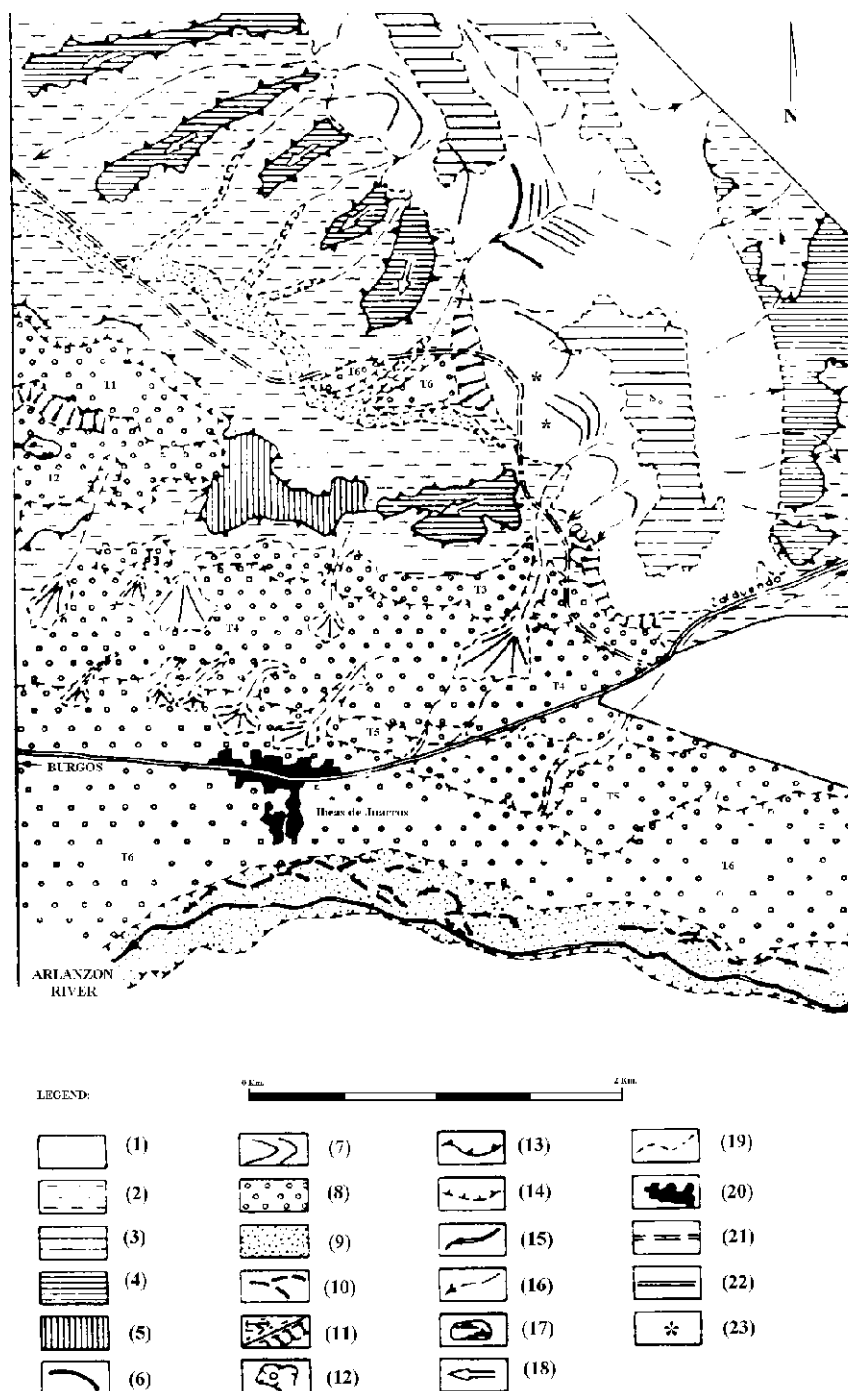 S₀
N
T1
T6
T6
S₀
T2
T3
T4
T4
T5
BURGOS
Ibeas de Juarros
T5
T6
T6
ARLANZON
RIVER
LEGEND:
0 Km.
2 Km.
(1)
(2)
(3)
(4)
(5)
(6)
(7)
(8)
(9)
(10)
(11)
(12)
(13)
(14)
(15)
(16)
(17)
(18)
(19)
(20)
(21)
(22)
(23)